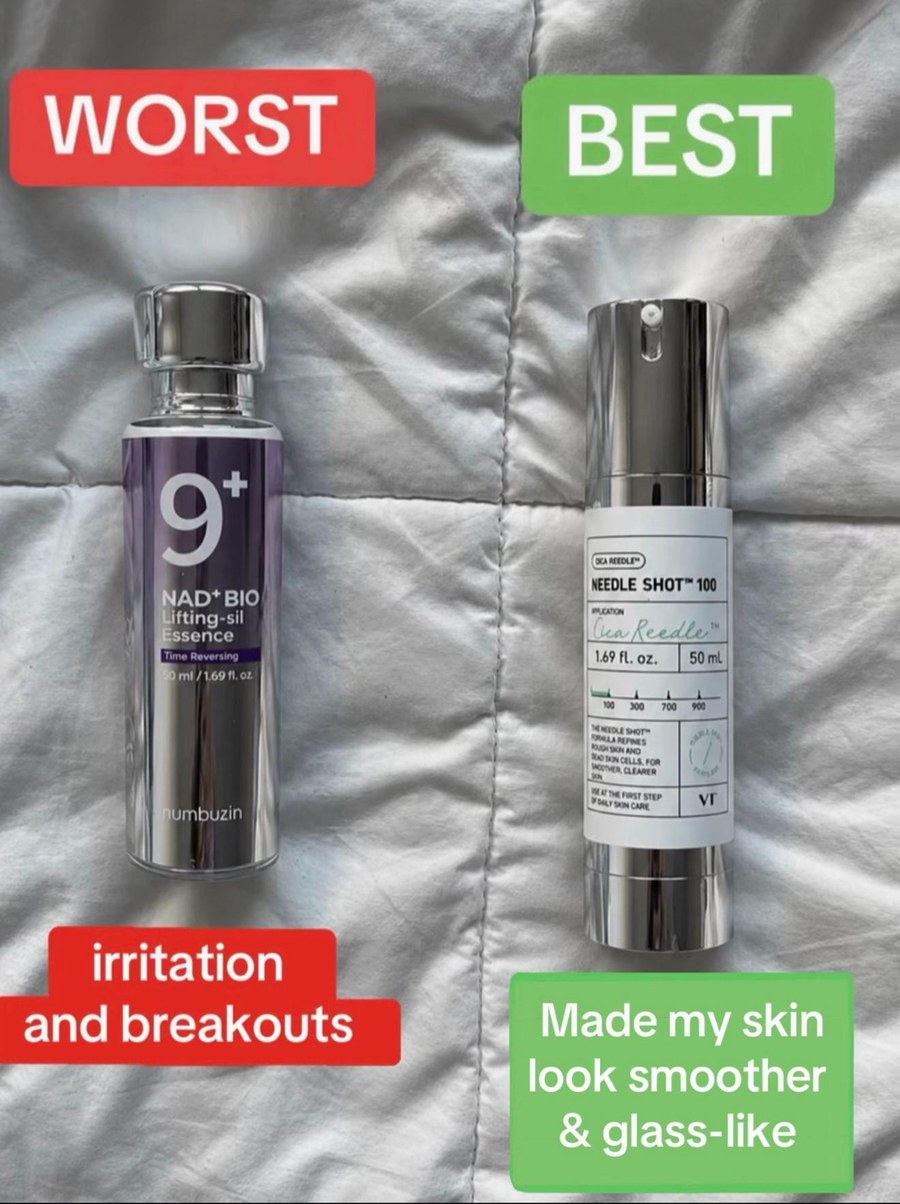 WORST
BEST
9+
NAD+ BIO
Lifting-sil
Essence
Time Reversing
50 ml / 1.69 fl. oz.
numbuzin
CICA REEDLE™
NEEDLE SHOT™ 100
APPLICATION
Cica Reedle™
1.69 fl. oz. 50 mL
100 300 700 900
THE NEEDLE SHOT™
FORMULA REFINES
ROUGH SKIN AND
DEAD SKIN CELLS, FOR
SMOOTHER, CLEARER
SKIN.
USE AT THE FIRST STEP
OF DAILY SKIN CARE.
VT
irritation
and breakouts
Made my skin
look smoother
& glass-like